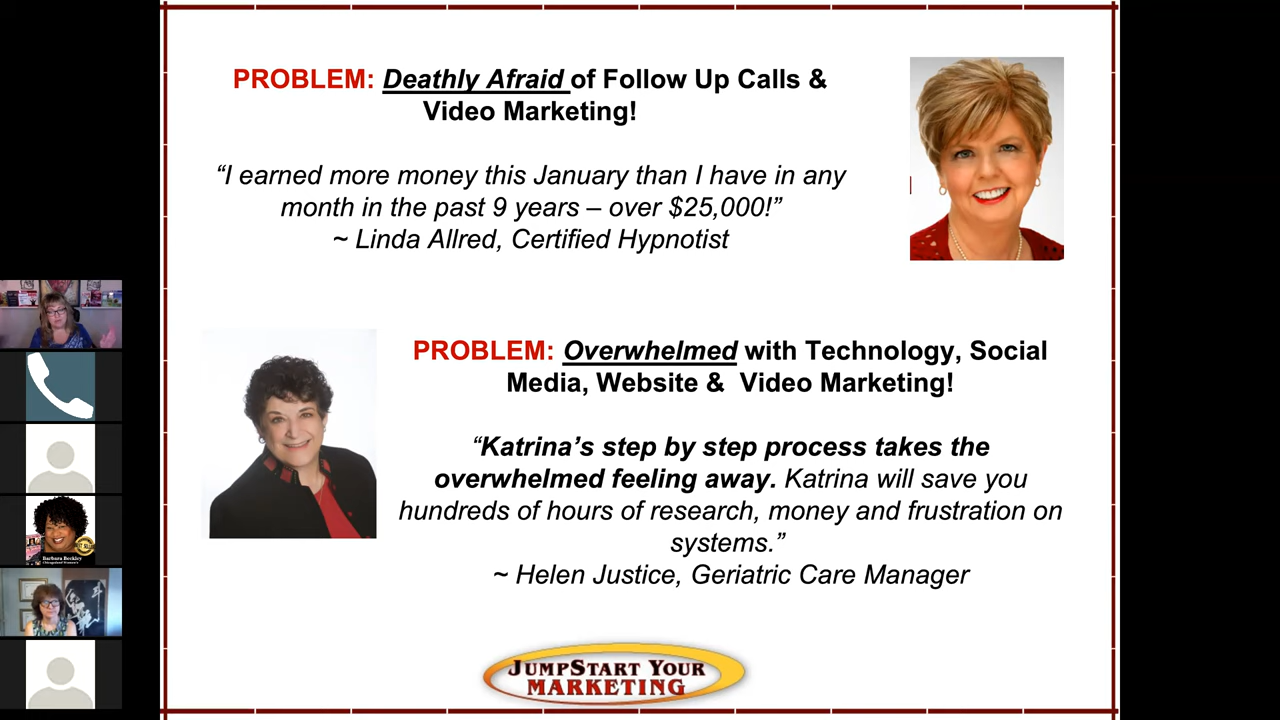 PROBLEM: Deathly Afraid of Follow Up Calls &
Video Marketing!
“I earned more money this January than I have in any
month in the past 9 years – over $25,000!”
~ Linda Allred, Certified Hypnotist
PROBLEM: Overwhelmed with Technology, Social
Media, Website & Video Marketing!
“Katrina’s step by step process takes the
overwhelmed feeling away. Katrina will save you
hundreds of hours of research, money and frustration on
systems.”
~ Helen Justice, Geriatric Care Manager
JUMPSTART YOUR
MARKETING
Barbara Beckley